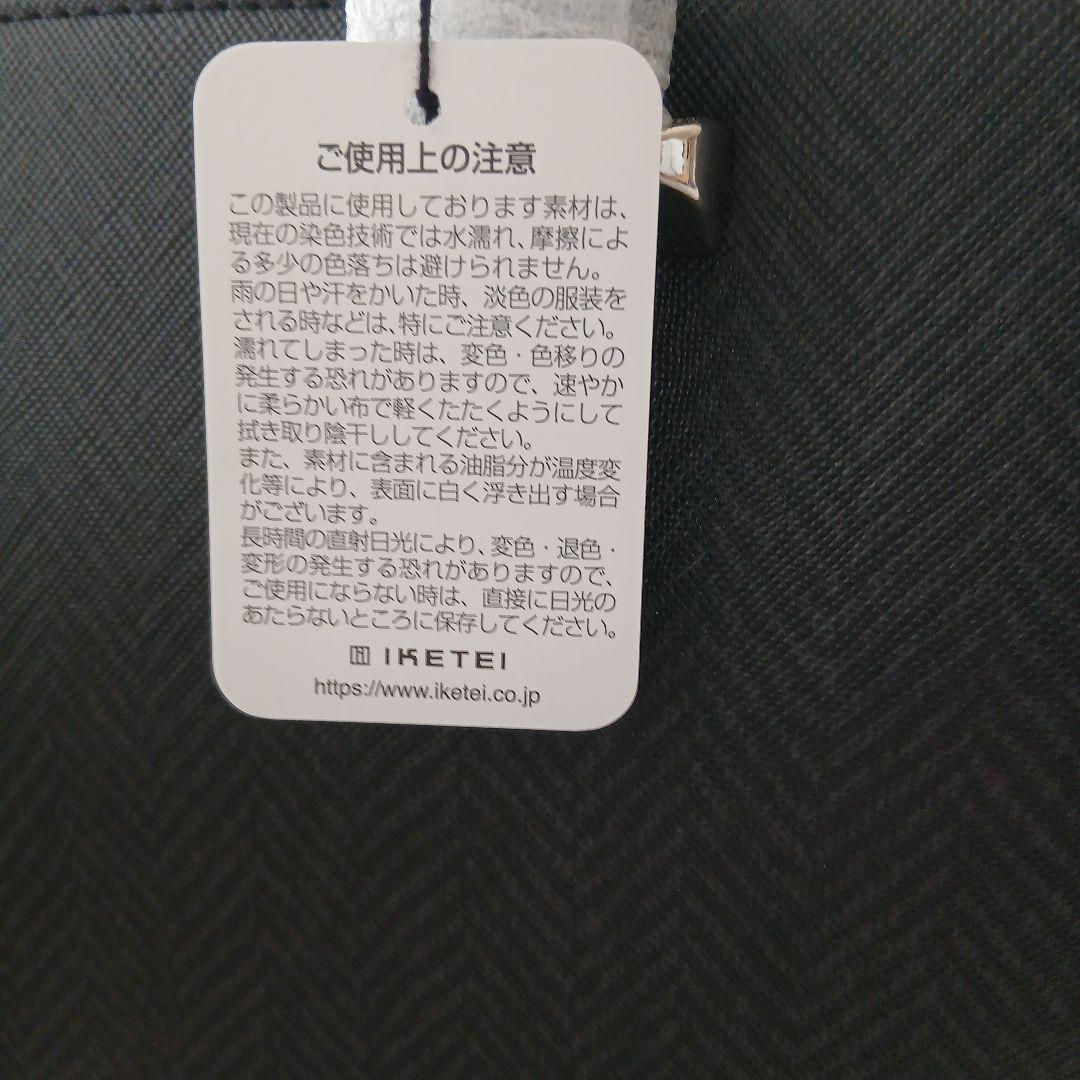 ご使用上の注意
この製品に使用しております素材は、
現在の染色技術では水濡れ、摩擦によ
る多少の色落ちは避けられません。
雨の日や汗をかいた時、淡色の服装を
される時などは、特にご注意ください。
濡れてしまった時は、変色・色移りの
発生する恐れがありますので、速やか
に柔らかい布で軽くたたくようにして
拭き取り陰干ししてください。
また、素材に含まれる油脂分が温度変
化等により、表面に白く浮き出す場合
がございます。
長時間の直射日光により、変色・退色・
変形の発生する恐れがありますので、
ご使用にならない時は、直接に日光の
あたらないところに保存してください。
IKETEI
https://www.iketei.co.jp